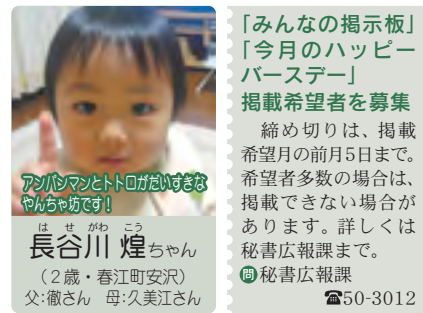 アンパンマンとトトロがだいすきな
やんちゃ坊です!
はせがわ こう
長谷川 煌ちゃん
(2歳・春江町安沢)
父:徹さん 母:久美江さん
「みんなの掲示板」
「今月のハッピー
バースデー」
掲載希望者を募集
締め切りは、掲載
希望月の前月5日まで。
希望者多数の場合は、
掲載できない場合が
あります。詳しくは
秘書広報課まで。
問秘書広報課
☎50-3012